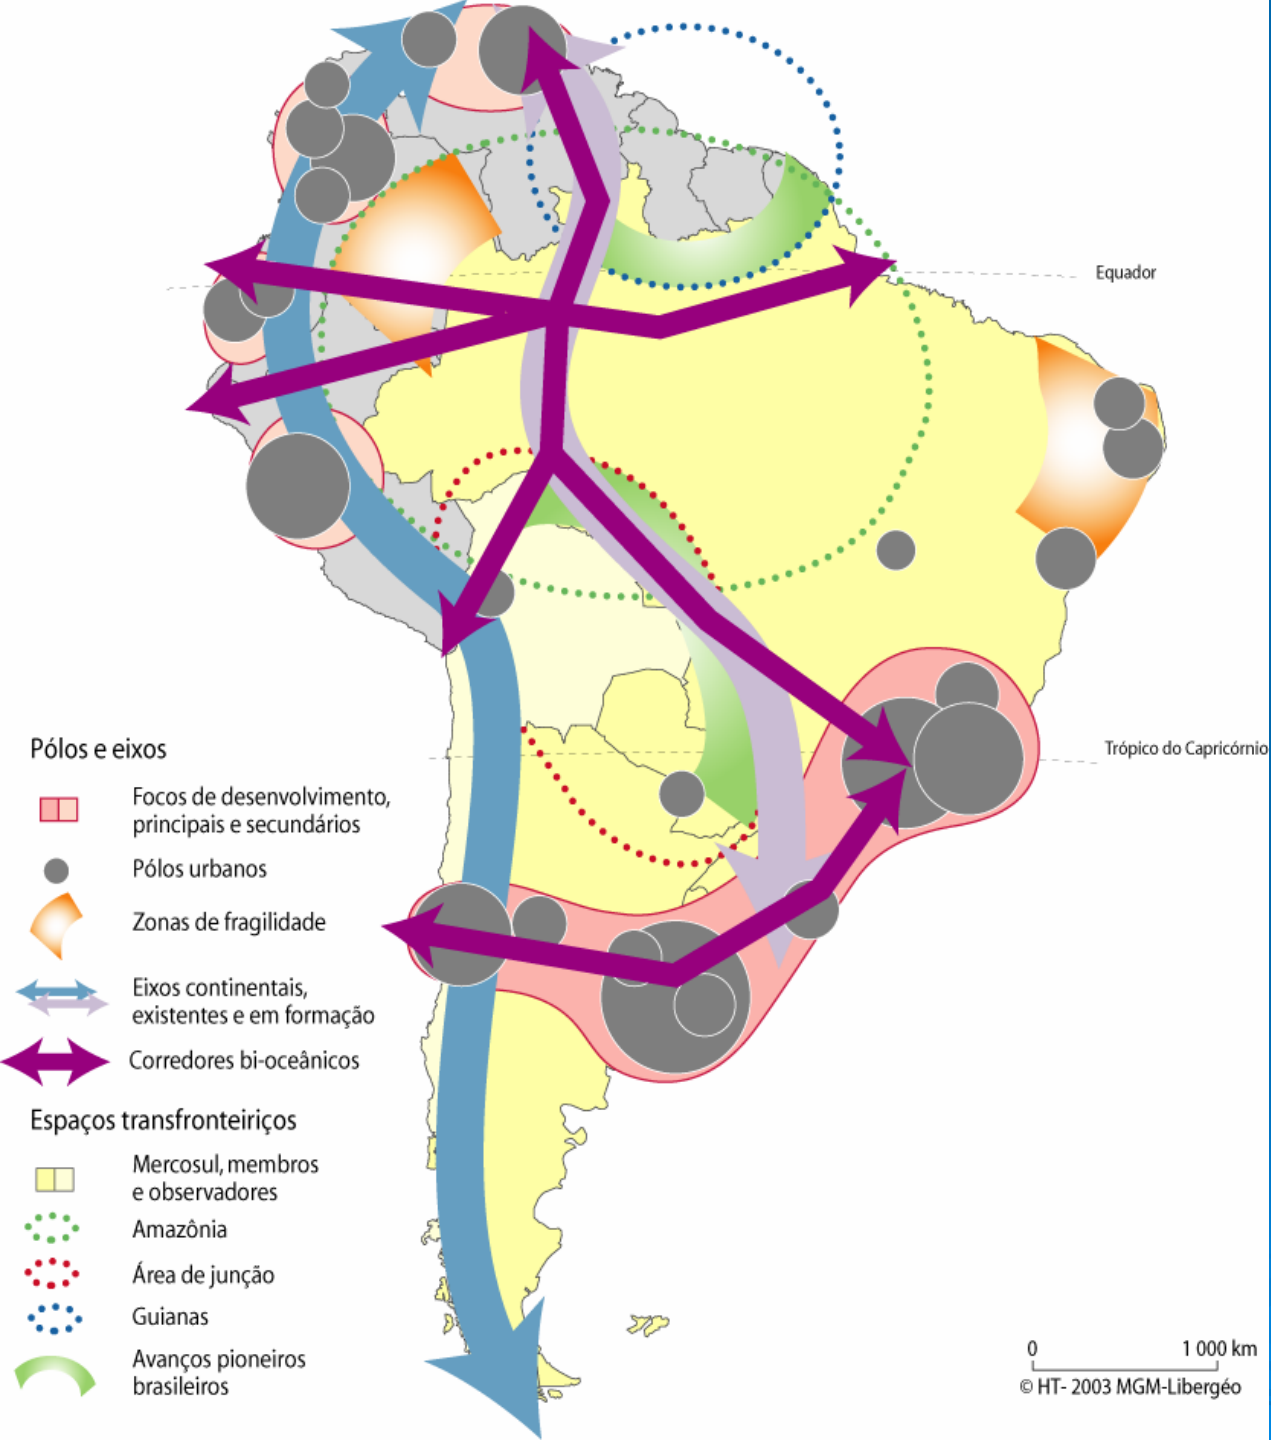 Equador
Trópico do Capricórnio
Pólos e eixos
Focos de desenvolvimento,
principais e secundários
Pólos urbanos
Zonas de fragilidade
Eixos continentais,
existentes e em formação
Corredores bi-oceânicos
Espaços transfronteiriços
Mercosul, membros
e observadores
Amazônia
Área de junção
Guianas
Avanços pioneiros
brasileiros
0 1 000 km
© HT- 2003 MGM-Libergéo